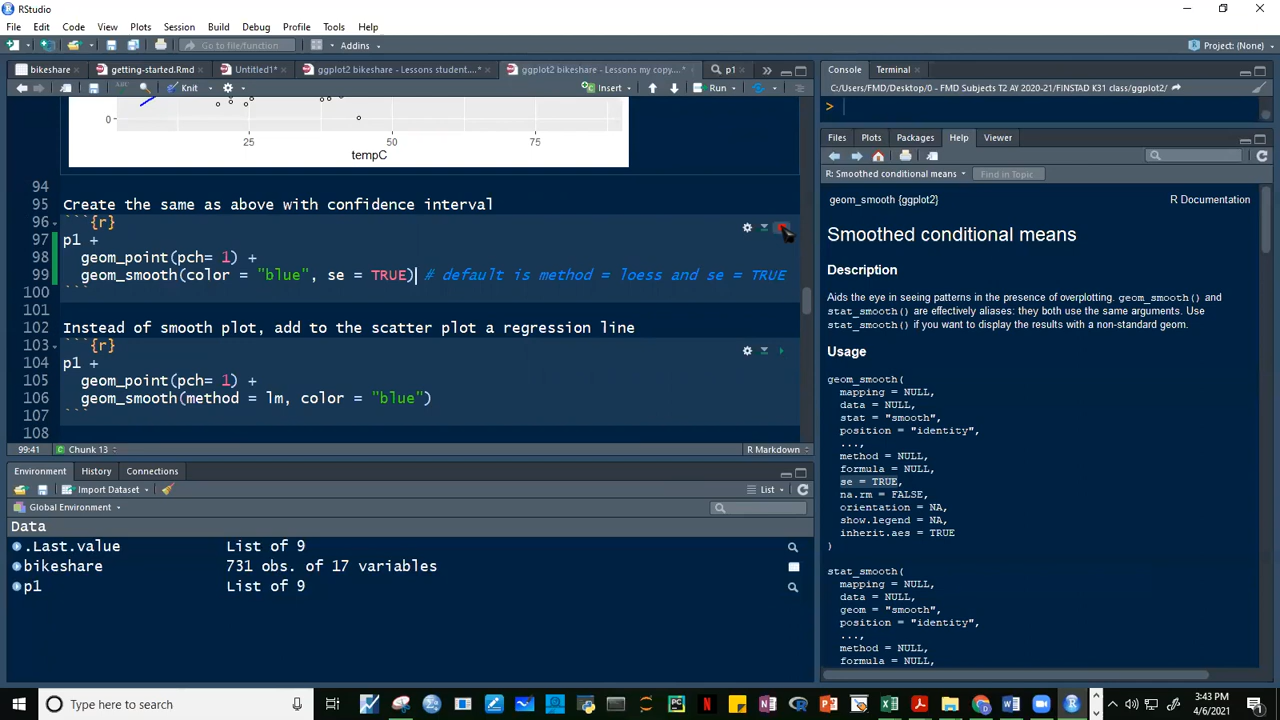 RStudio
File Edit Code View Plots Session Build Debug Profile Tools Help
Go to file/function Addins Project: (None)
bikeshare getting-started.Rmd Untitled1* ggplot2 bikeshare - Lessons student....* ggplot2 bikeshare - Lessons my copy....* p1
Knit Insert Run
0
25 50 75
tempC
94
95 Create the same as above with confidence interval
96 ```{r}
97 p1 +
98 geom_point(pch= 1) +
99 geom_smooth(color = "blue", se = TRUE) # default is method = loess and se = TRUE
100 ```
101
102 Instead of smooth plot, add to the scatter plot a regression line
103 ```{r}
104 p1 +
105 geom_point(pch= 1) +
106 geom_smooth(method = lm, color = "blue")
107 ```
108
99:41 Chunk 13 R Markdown
Environment History Connections
Import Dataset List
Global Environment
Data
.Last.value List of 9
bikeshare 731 obs. of 17 variables
p1 List of 9
Console Terminal
C:/Users/FMD/Desktop/0 - FMD Subjects T2 AY 2020-21/FINSTAD K31 class/ggplot2/
>
Files Plots Packages Help Viewer
R: Smoothed conditional means Find in Topic
geom_smooth {ggplot2} R Documentation
Smoothed conditional means
Description
Aids the eye in seeing patterns in the presence of overplotting. geom_smooth() and
stat_smooth() are effectively aliases: they both use the same arguments. Use
stat_smooth() if you want to display the results with a non-standard geom.
Usage
geom_smooth(
mapping = NULL,
data = NULL,
stat = "smooth",
position = "identity",
...,
method = NULL,
formula = NULL,
se = TRUE,
na.rm = FALSE,
orientation = NA,
show.legend = NA,
inherit.aes = TRUE
)
stat_smooth(
mapping = NULL,
data = NULL,
geom = "smooth",
position = "identity",
...,
method = NULL,
formula = NULL,
Type here to search
3:43 PM
4/6/2021